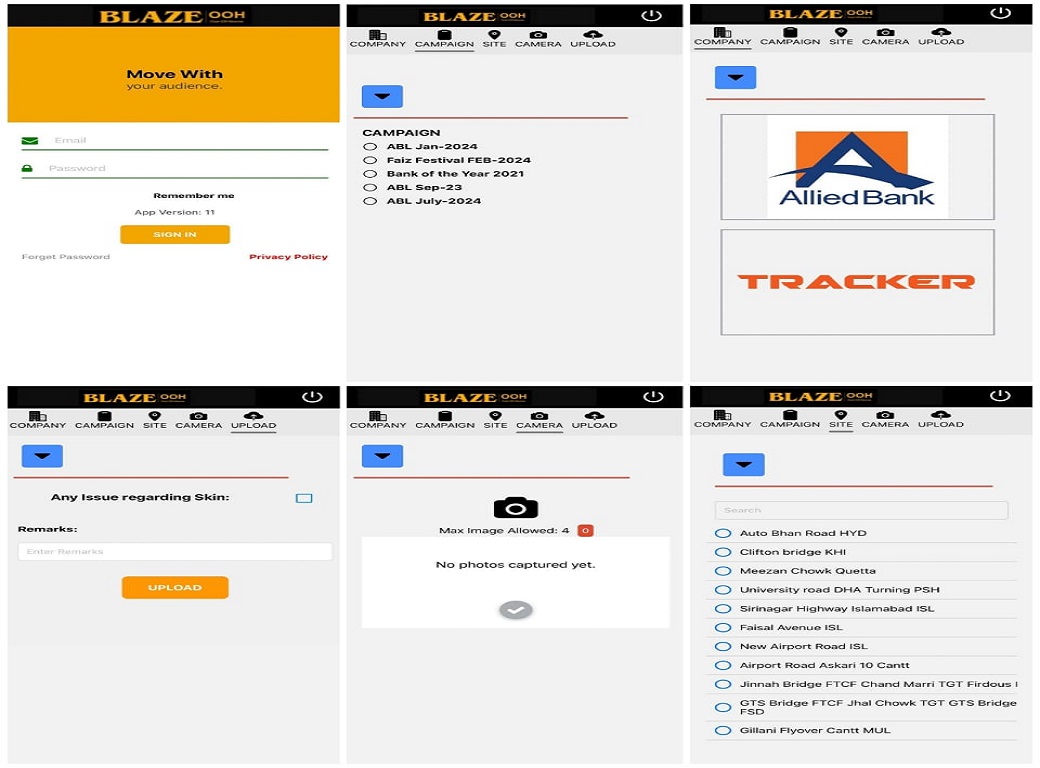 BLAZE OOH
Move With
your audience.
Email
Password
Remember me
App Version: 11
SIGN IN
Forget Password
Privacy Policy
BLAZE OOH
COMPANY CAMPAIGN SITE CAMERA UPLOAD
CAMPAIGN
ABL Jan-2024
Faiz Festival FEB-2024
Bank of the Year 2021
ABL Sep-23
ABL July-2024
BLAZE OOH
COMPANY CAMPAIGN SITE CAMERA UPLOAD
Allied Bank
TRACKER
BLAZE OOH
COMPANY CAMPAIGN SITE CAMERA UPLOAD
Any Issue regarding Skin:
Remarks:
Enter Remarks
UPLOAD
BLAZE OOH
COMPANY CAMPAIGN SITE CAMERA UPLOAD
Max Image Allowed: 4 0
No photos captured yet.
BLAZE OOH
COMPANY CAMPAIGN SITE CAMERA UPLOAD
Search
Auto Bhan Road HYD
Clifton bridge KHI
Meezan Chowk Quetta
University road DHA Turning PSH
Sirinagar Highway Islamabad ISL
Faisal Avenue ISL
New Airport Road ISL
Airport Road Askari 10 Cantt
Jinnah Bridge FTCF Chand Marri TGT Firdous
GTS Bridge FTCF Jhal Chowk TGT GTS Bridge
FSD
Gillani Flyover Cantt MUL